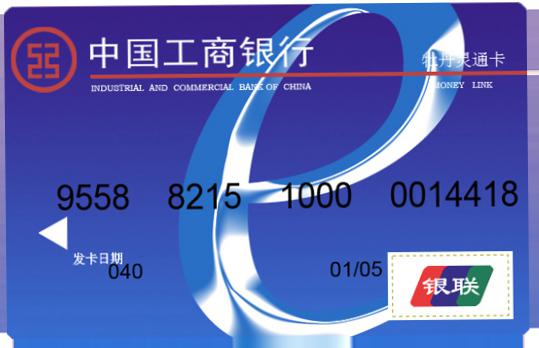 中国工商银行
INDUSTRIAL AND COMMERCIAL BANK OF CHINA
牡丹灵通卡
MONEY LINK
9558 8215 1000 0014418
发卡日期
040 01/05
银联